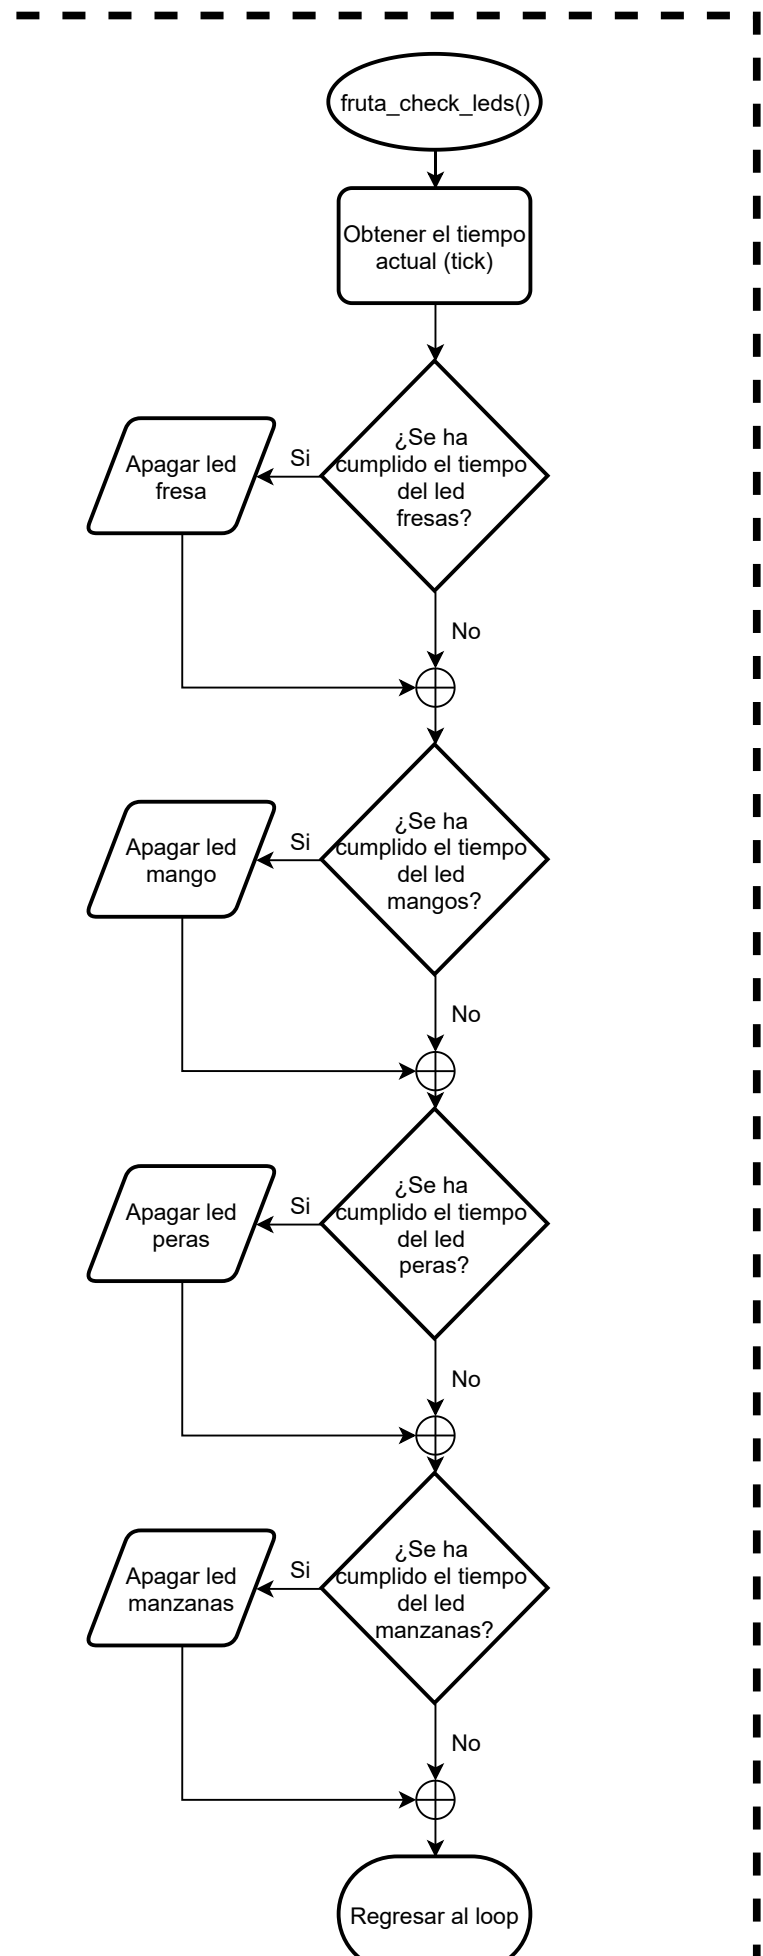 fruta_check_leds()
Obtener el tiempo
actual (tick)
¿Se ha
cumplido el tiempo
del led
fresas?
Si
Apagar led
fresa
No
¿Se ha
cumplido el tiempo
del led
mangos?
Si
Apagar led
mango
No
¿Se ha
cumplido el tiempo
del led
peras?
Si
Apagar led
peras
No
¿Se ha
cumplido el tiempo
del led
manzanas?
Si
Apagar led
manzanas
No
Regresar al loop